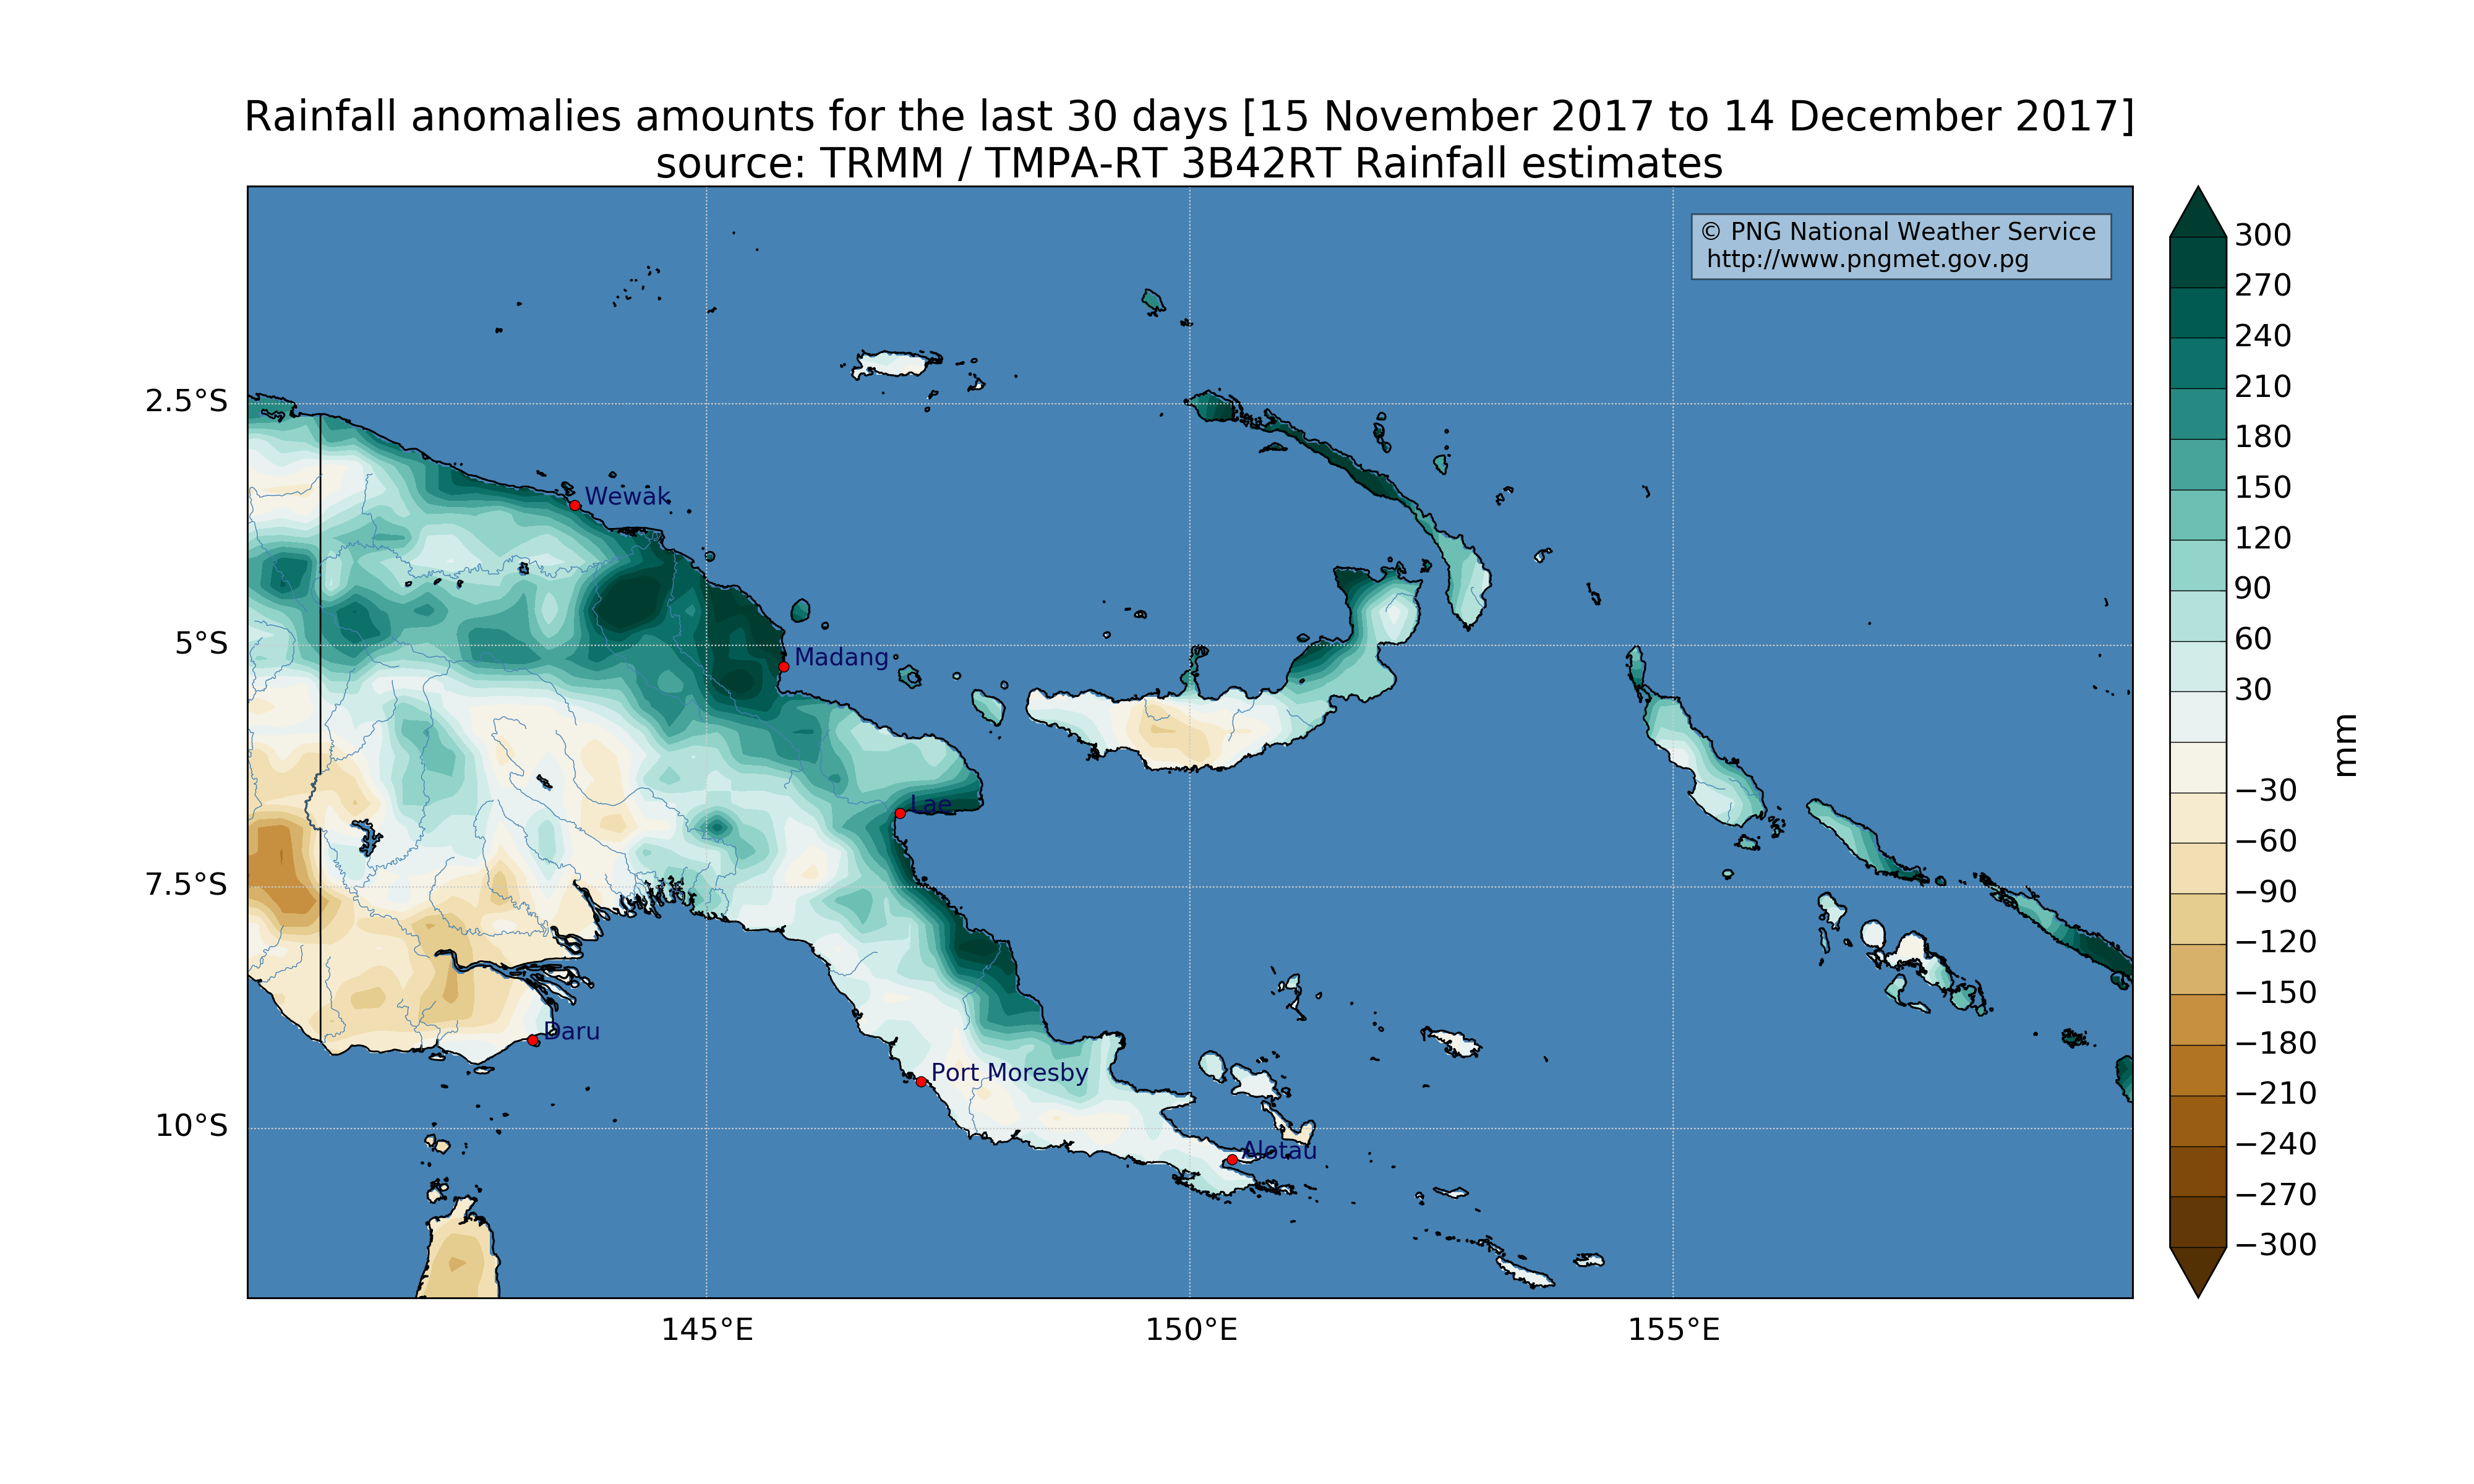 Rainfall anomalies amounts for the last 30 days [15 November 2017 to 14 December 2017]
source: TRMM / TMPA-RT 3B42RT Rainfall estimates
© PNG National Weather Service
http://www.pngmet.gov.pg
2.5°S
5°S
7.5°S
10°S
Wewak
Madang
Lae
Daru
Port Moresby
Alotau
145°E
150°E
155°E
300
270
240
210
180
150
120
90
60
30
−30
−60
−90
−120
−150
−180
−210
−240
−270
−300
mm